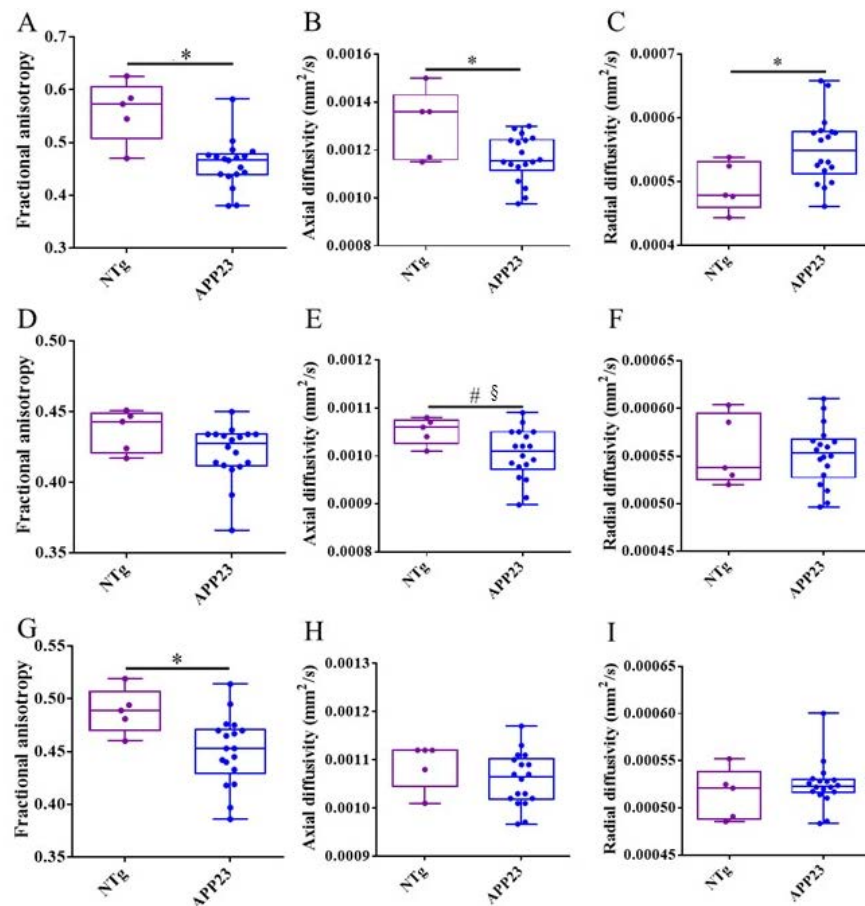 A
Fractional anisotropy
0.7
0.6
0.5
0.4
0.3
*
NTg
APP23
B
Axial diffusivity (mm²/s)
0.0016
0.0014
0.0012
0.0010
0.0008
*
NTg
APP23
C
Radial diffusivity (mm²/s)
0.0007
0.0006
0.0005
0.0004
*
NTg
APP23
D
Fractional anisotropy
0.50
0.45
0.40
0.35
NTg
APP23
E
Axial diffusivity (mm²/s)
0.0012
0.0011
0.0010
0.0009
0.0008
# §
NTg
APP23
F
Radial diffusivity (mm²/s)
0.00065
0.00060
0.00055
0.00050
0.00045
NTg
APP23
G
Fractional anisotropy
0.55
0.50
0.45
0.40
0.35
*
NTg
APP23
H
Axial diffusivity (mm²/s)
0.0013
0.0012
0.0011
0.0010
0.0009
NTg
APP23
I
Radial diffusivity (mm²/s)
0.00065
0.00060
0.00055
0.00050
0.00045
NTg
APP23